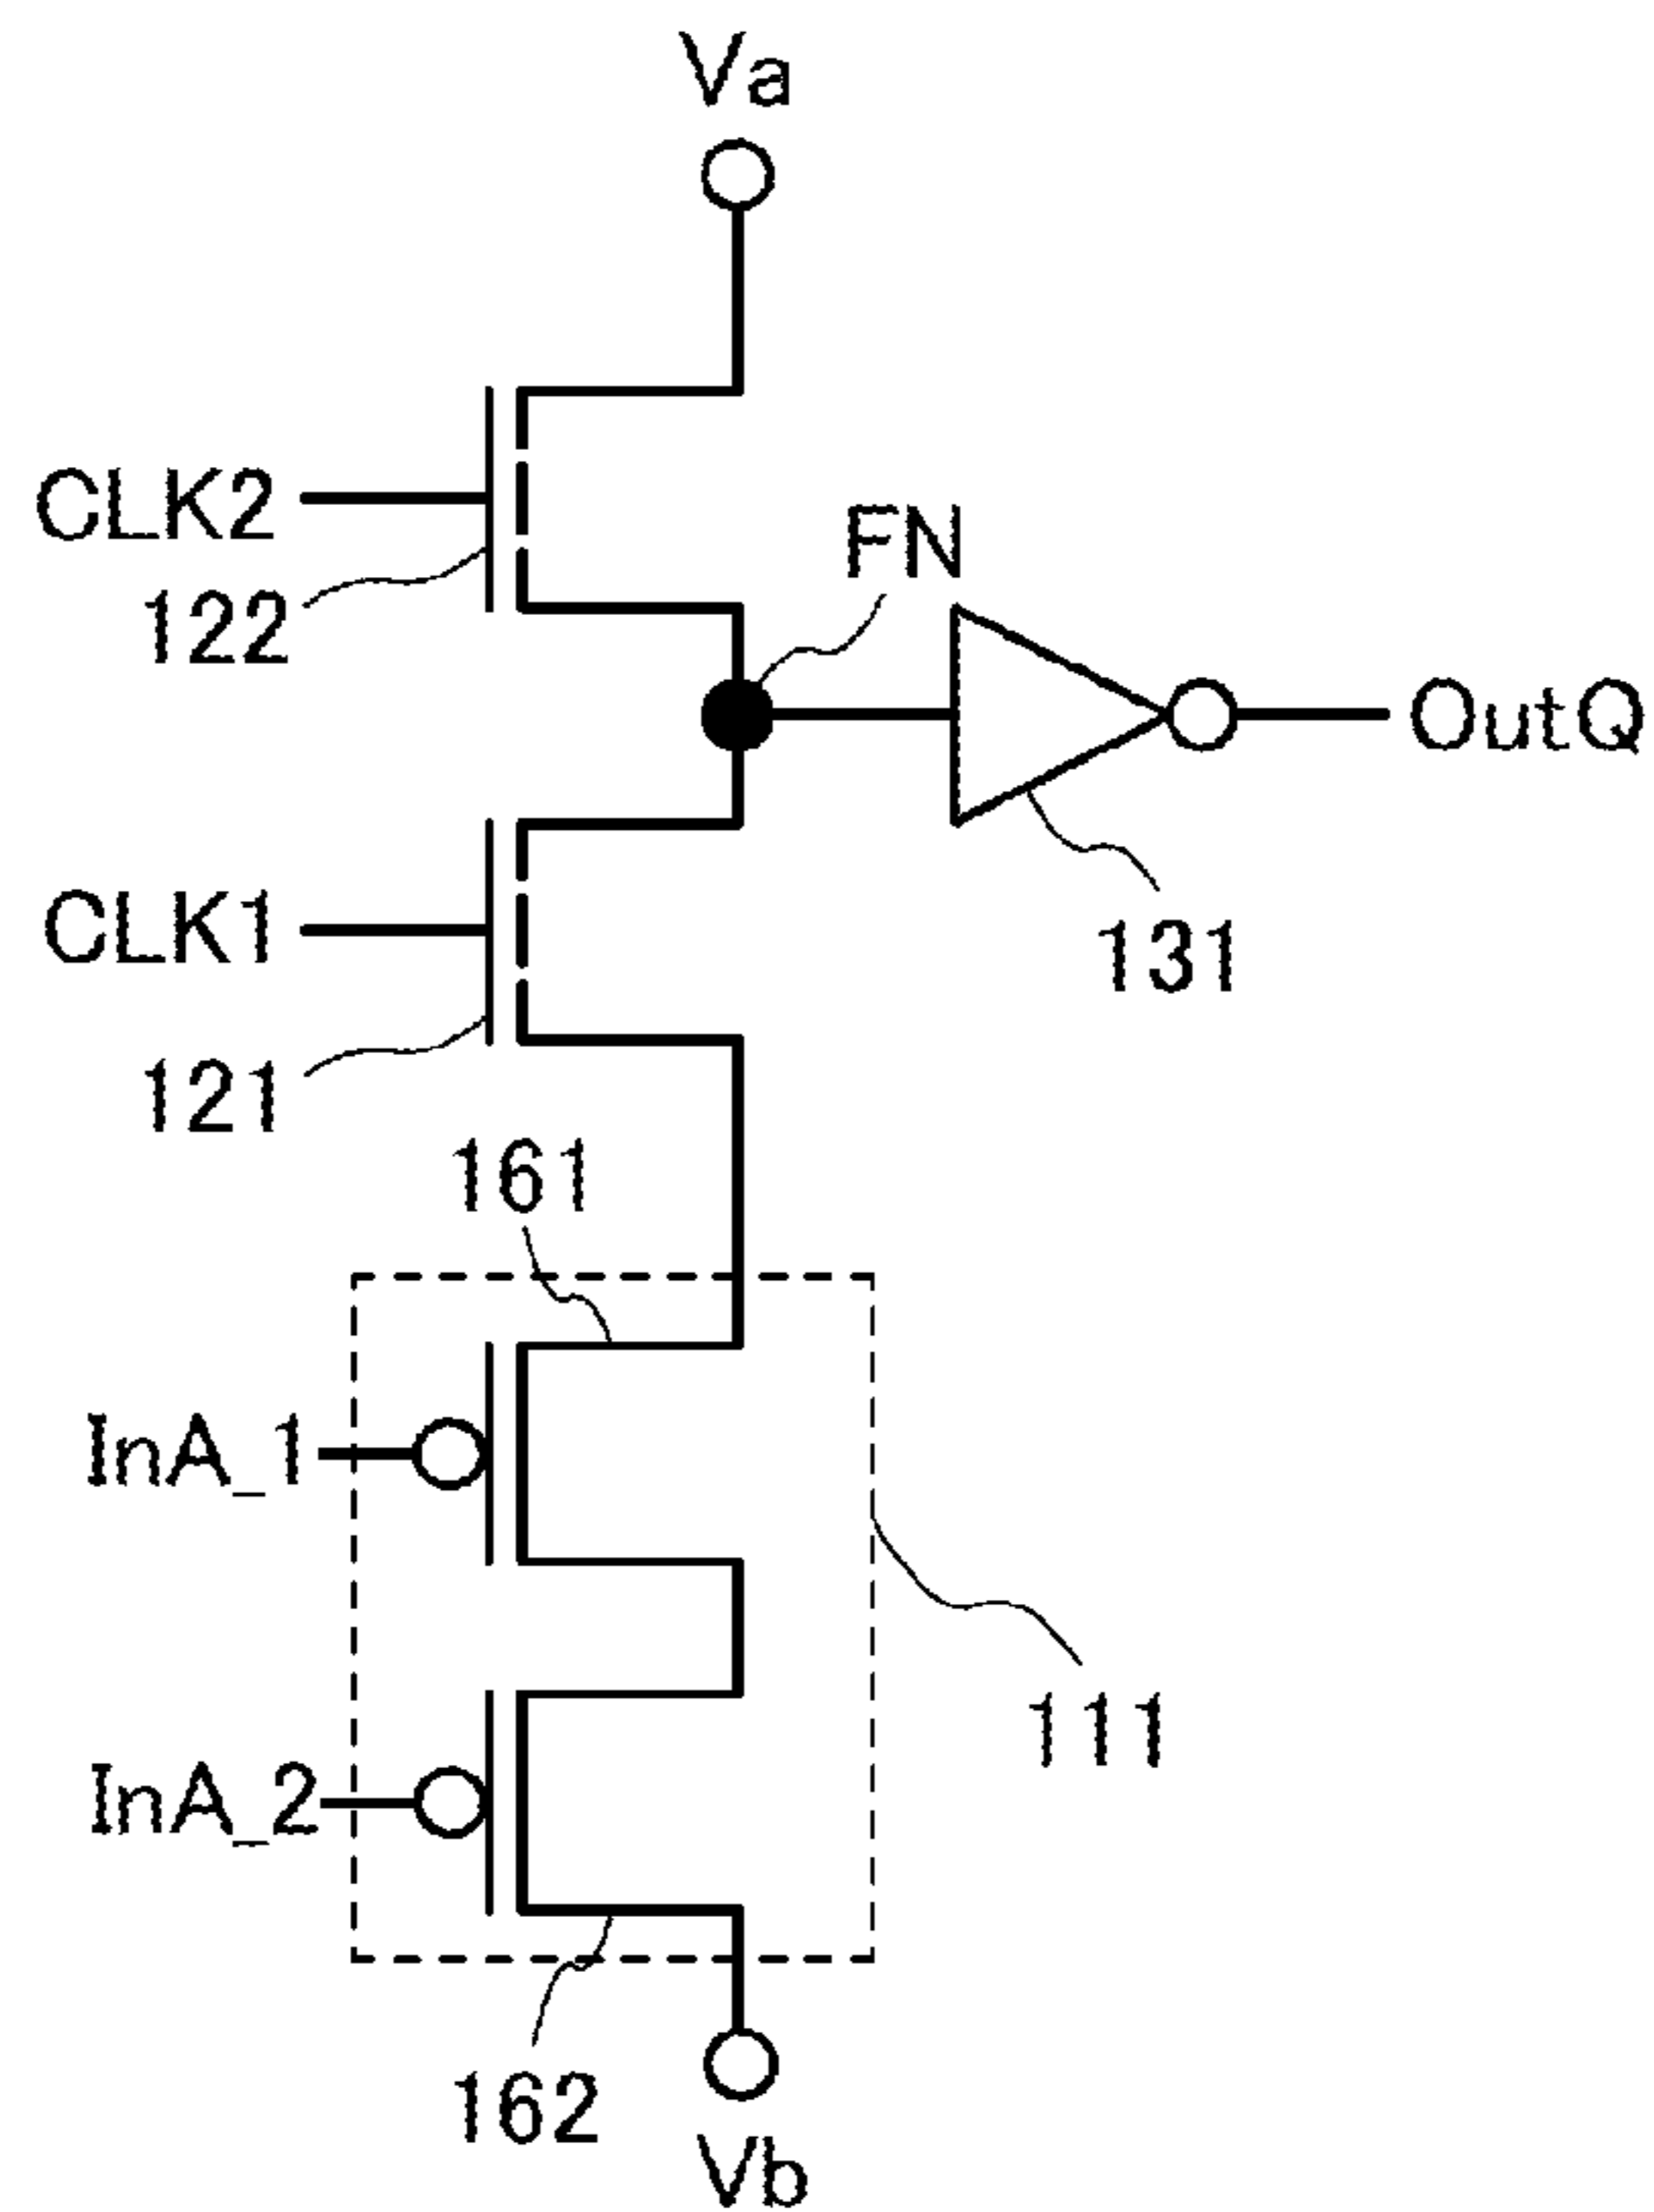 Va
CLK2
122
FN
OutQ
CLK1
131
121
161
InA_1
111
InA_2
162
Vb